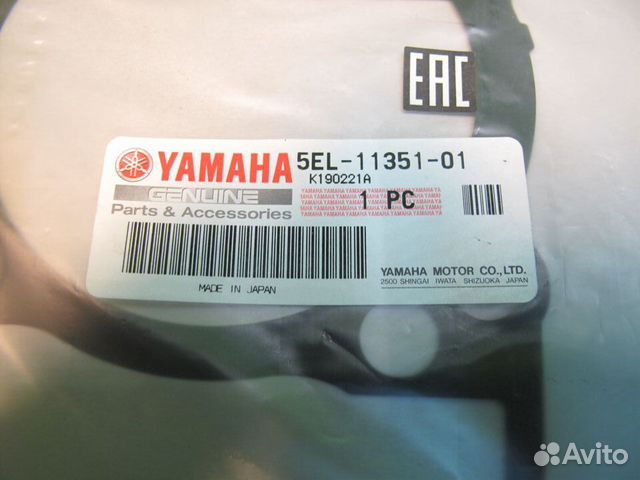 EAC
YAMAHA 5EL-11351-01
K190221A
GENUINE
Parts & Accessories
1 PC
YAMAHA MOTOR CO., LTD.
2500 SHINGAI IWATA SHIZUOKA JAPAN
MADE IN JAPAN
Avito